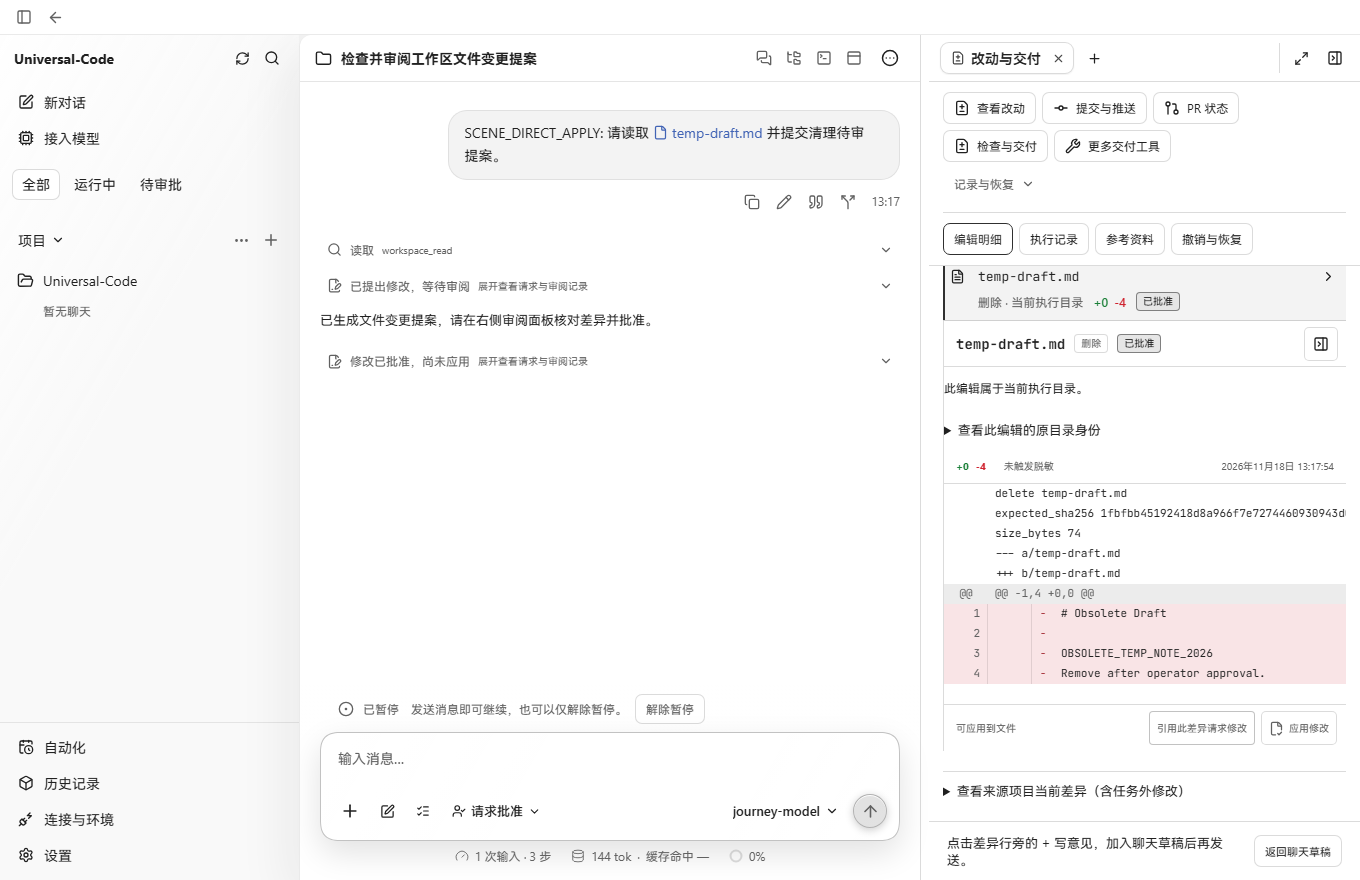 Universal-Code
新对话
接入模型
全部 运行中 待审批
项目
Universal-Code
暂无聊天
自动化
历史记录
连接与环境
设置
检查并审阅工作区文件变更提案
SCENE_DIRECT_APPLY: 请读取 temp-draft.md 并提交清理待审
提案。
13:17
读取 workspace_read
已提出修改，等待审阅 展开查看请求与审阅记录
已生成文件变更提案，请在右侧审阅面板核对差异并批准。
修改已批准，尚未应用 展开查看请求与审阅记录
已暂停 发送消息即可继续，也可以仅解除暂停。 解除暂停
输入消息...
请求批准 journey-model
1 次输入 · 3 步 144 tok · 缓存命中 — 0%
改动与交付
查看改动 提交与推送 PR 状态
检查与交付 更多交付工具
记录与恢复
编辑明细 执行记录 参考资料 撤销与恢复
temp-draft.md
删除 · 当前执行目录 +0 -4 已批准
temp-draft.md 删除 已批准
此编辑属于当前执行目录。
查看此编辑的原目录身份
+0 -4 未触发脱敏 2026年11月18日 13:17:54
delete temp-draft.md
expected_sha256 1fbfbb45192418d8a966f7e7274460930943d
size_bytes 74
--- a/temp-draft.md
+++ b/temp-draft.md
@@ @@ -1,4 +0,0 @@
1 - # Obsolete Draft
2 -
3 - OBSOLETE_TEMP_NOTE_2026
4 - Remove after operator approval.
可应用到文件 引用此差异请求修改 应用修改
查看来源项目当前差异（含任务外修改）
点击差异行旁的 + 写意见，加入聊天草稿后再发
送。
返回聊天草稿